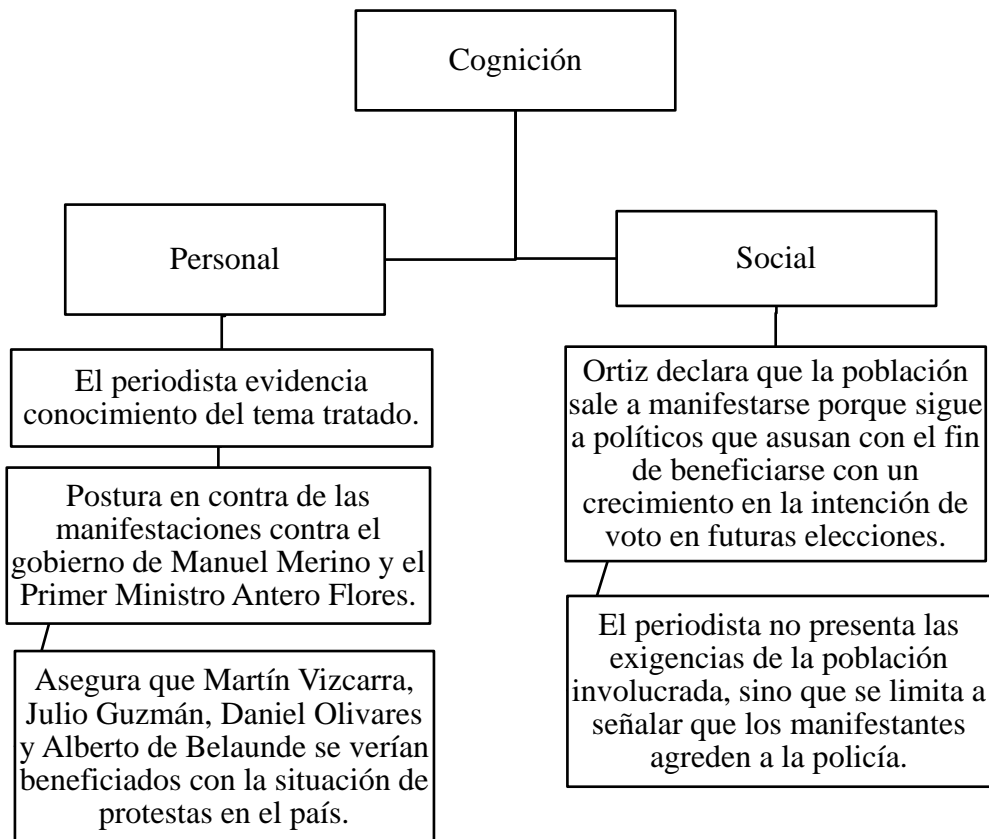 Cognición
Personal
El periodista evidencia
conocimiento del tema tratado.
Postura en contra de las
manifestaciones contra el
gobierno de Manuel Merino y el
Primer Ministro Antero Flores.
Asegura que Martín Vizcarra,
Julio Guzmán, Daniel Olivares
y Alberto de Belaunde se verían
beneficiados con la situación de
protestas en el país.
Social
Ortiz declara que la población
sale a manifestarse porque sigue
a políticos que asusan con el fin
de beneficiarse con un
crecimiento en la intención de
voto en futuras elecciones.
El periodista no presenta las
exigencias de la población
involucrada, sino que se limita a
señalar que los manifestantes
agreden a la policía.